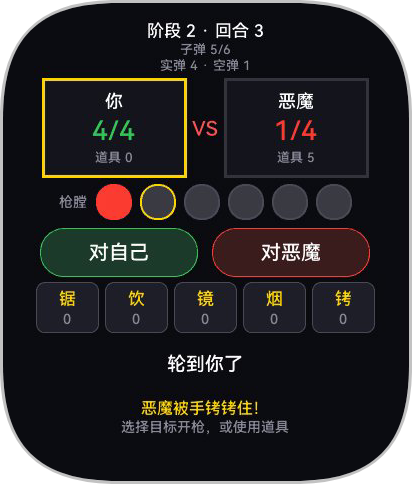 阶段 2 · 回合 3
子弹 5/6
实弹 4 · 空弹 1
你
4/4
道具 0
VS
恶魔
1/4
道具 5
枪膛
对自己
对恶魔
锯
0
饮
0
镜
0
烟
0
铐
0
轮到你了
恶魔被手铐铐住！
选择目标开枪，或使用道具